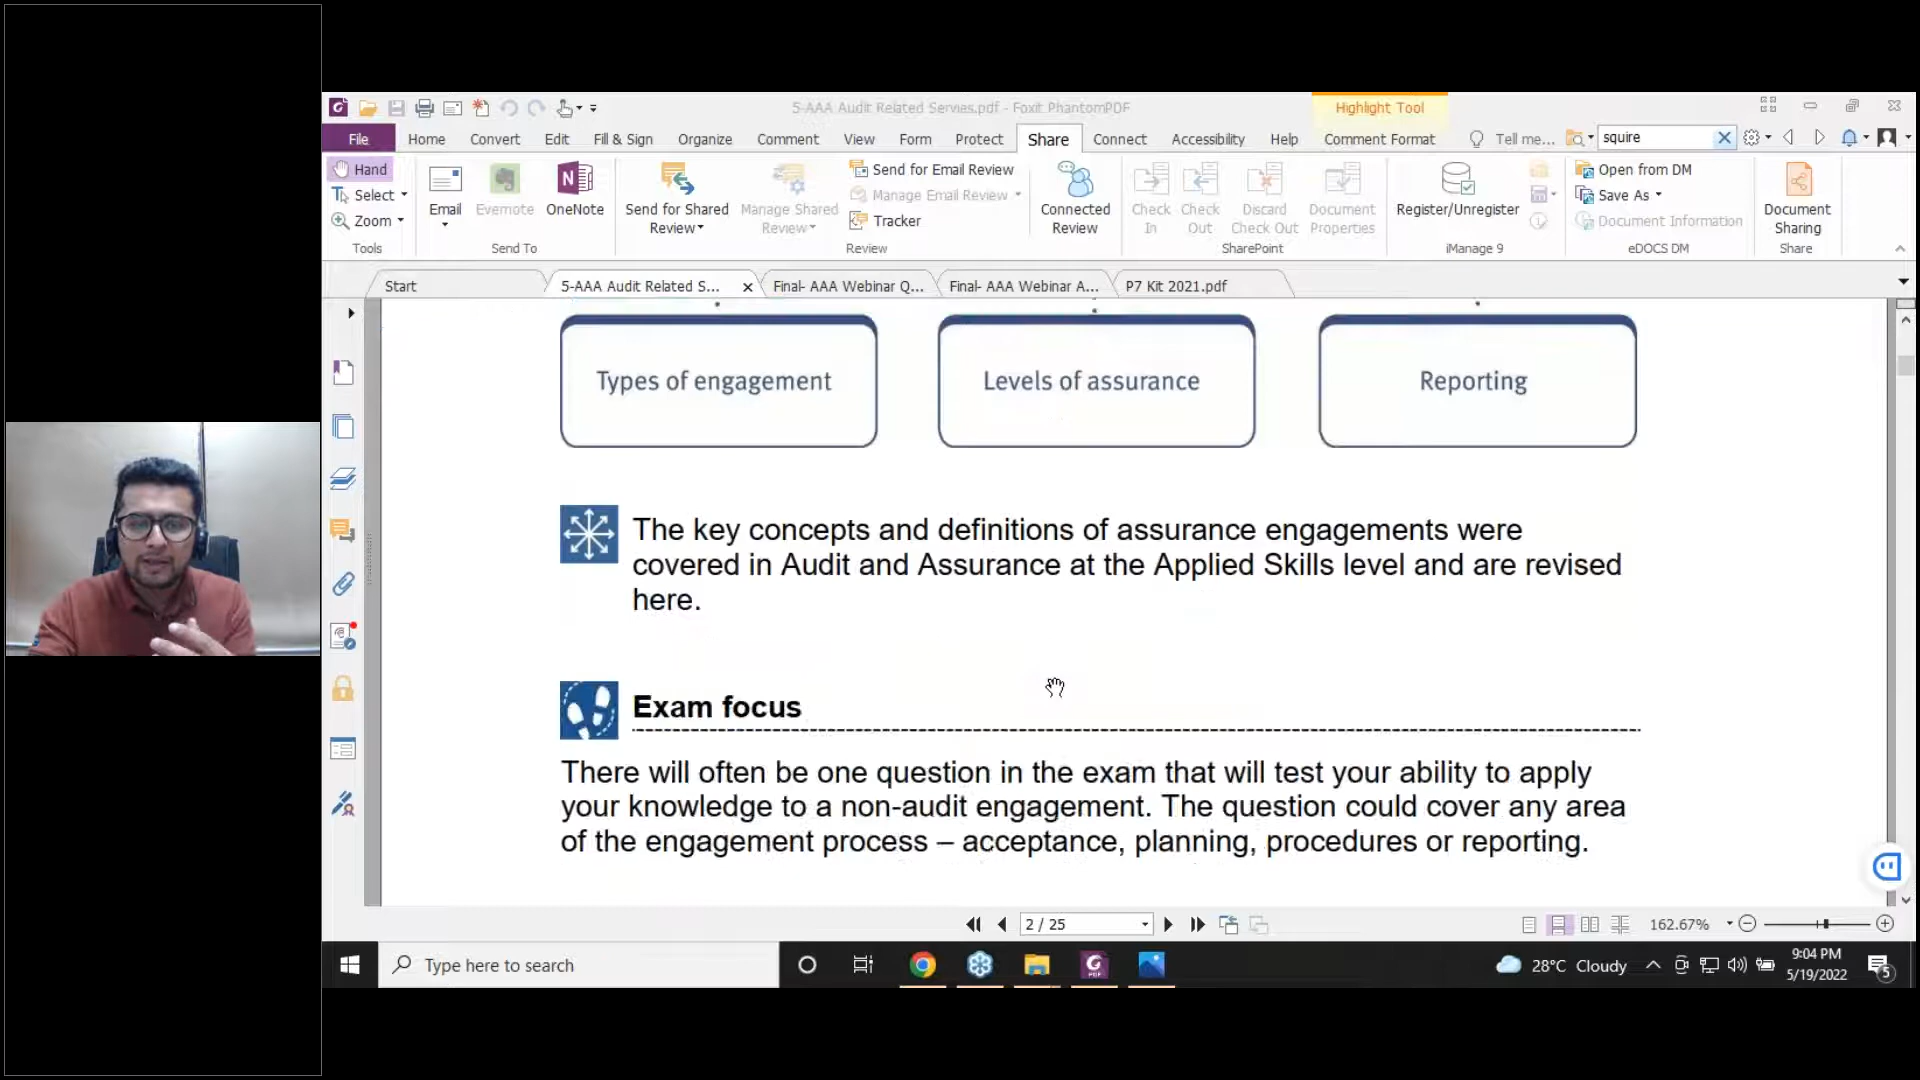 5-AAA Audit Related Servies.pdf - Foxit PhantomPDF
Highlight Tool
File Home Convert Edit Fill & Sign Organize Comment View Form Protect Share Connect Accessibility Help Comment Format Tell me... squire
Hand
Select
Zoom
Tools
Email
Evernote
OneNote
Send To
Send for Shared
Review
Manage Shared
Review
Send for Email Review
Manage Email Review
Tracker
Review
Connected
Review
Check
In
Check
Out
Discard
Check Out
Document
Properties
SharePoint
Register/Unregister
iManage 9
Open from DM
Save As
Document Information
eDOCS DM
Document
Sharing
Share
Start
5-AAA Audit Related S...
Final- AAA Webinar Q...
Final- AAA Webinar A...
P7 Kit 2021.pdf
Types of engagement
Levels of assurance
Reporting
The key concepts and definitions of assurance engagements were
covered in Audit and Assurance at the Applied Skills level and are revised
here.
Exam focus
There will often be one question in the exam that will test your ability to apply
your knowledge to a non-audit engagement. The question could cover any area
of the engagement process – acceptance, planning, procedures or reporting.
2 / 25
162.67%
Type here to search
28°C Cloudy
9:04 PM
5/19/2022
5